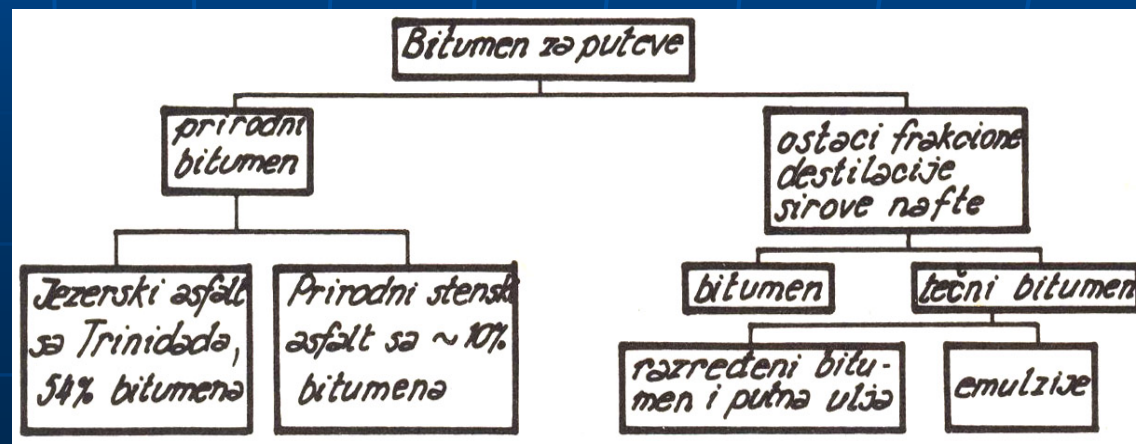 Bitumen za puteve
prirodni
bitumen
ostaci frakcione
destilacije
sirove nafte
Jezerski asfalt
sa Trinidada,
54% bitumena
Prirodni stenski
asfalt sa ~10%
bitumena
bitumen
tečni bitumen
razređeni bitu-
men i putna ulja
emulzije